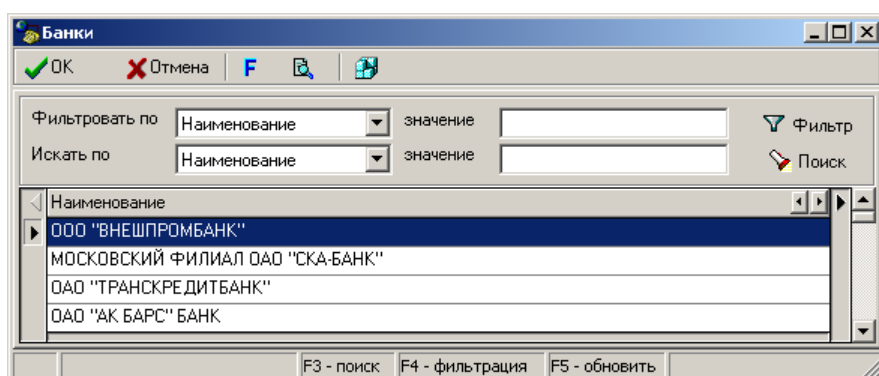 Банки
OK Отмена F
Фильтровать по Наименование значение Фильтр
Искать по Наименование значение Поиск
Наименование
ООО "ВНЕШПРОМБАНК"
МОСКОВСКИЙ ФИЛИАЛ ОАО "СКА-БАНК"
ОАО "ТРАНСКРЕДИТБАНК"
ОАО "АК БАРС" БАНК
F3 - поиск F4 - фильтрация F5 - обновить